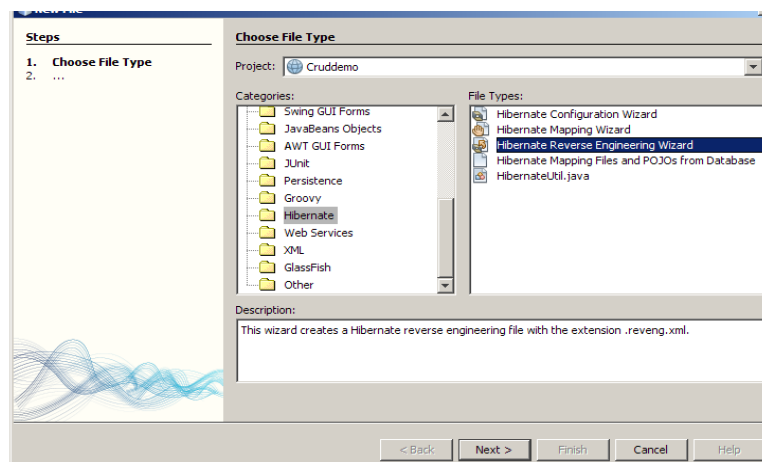 New File
Steps
1. Choose File Type
2. ...
Choose File Type
Project: Cruddemo
Categories:
Swing GUI Forms
JavaBeans Objects
AWT GUI Forms
JUnit
Persistence
Groovy
Hibernate
Web Services
XML
GlassFish
Other
File Types:
Hibernate Configuration Wizard
Hibernate Mapping Wizard
Hibernate Reverse Engineering Wizard
Hibernate Mapping Files and POJOs from Database
HibernateUtil.java
Description:
This wizard creates a Hibernate reverse engineering file with the extension .reveng.xml.
< Back Next > Finish Cancel Help